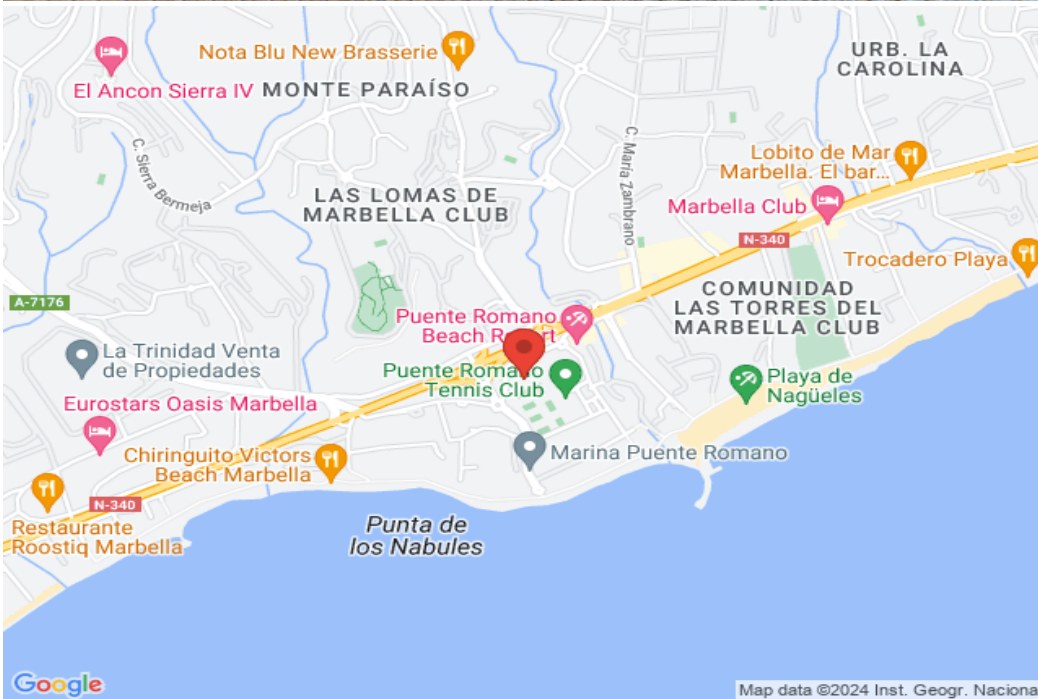 Nota Blu New Brasserie
URB. LA
CAROLINA
El Ancon Sierra IV
MONTE PARAÍSO
C. Sierra Bermeja
C. María Zambrano
Lobito de Mar
Marbella. El bar...
LAS LOMAS DE
MARBELLA CLUB
Marbella Club
N-340
Trocadero Playa
A-7176
COMUNIDAD
LAS TORRES DEL
MARBELLA CLUB
Puente Romano
Beach Resort
La Trinidad Venta
de Propiedades
Puente Romano
Tennis Club
Playa de
Nagüeles
Eurostars Oasis Marbella
Chiringuito Victors
Beach Marbella
Marina Puente Romano
N-340
Restaurante
Roostiq Marbella
Punta de
los Nabules
Google
Map data ©2024 Inst. Geogr. Naciona